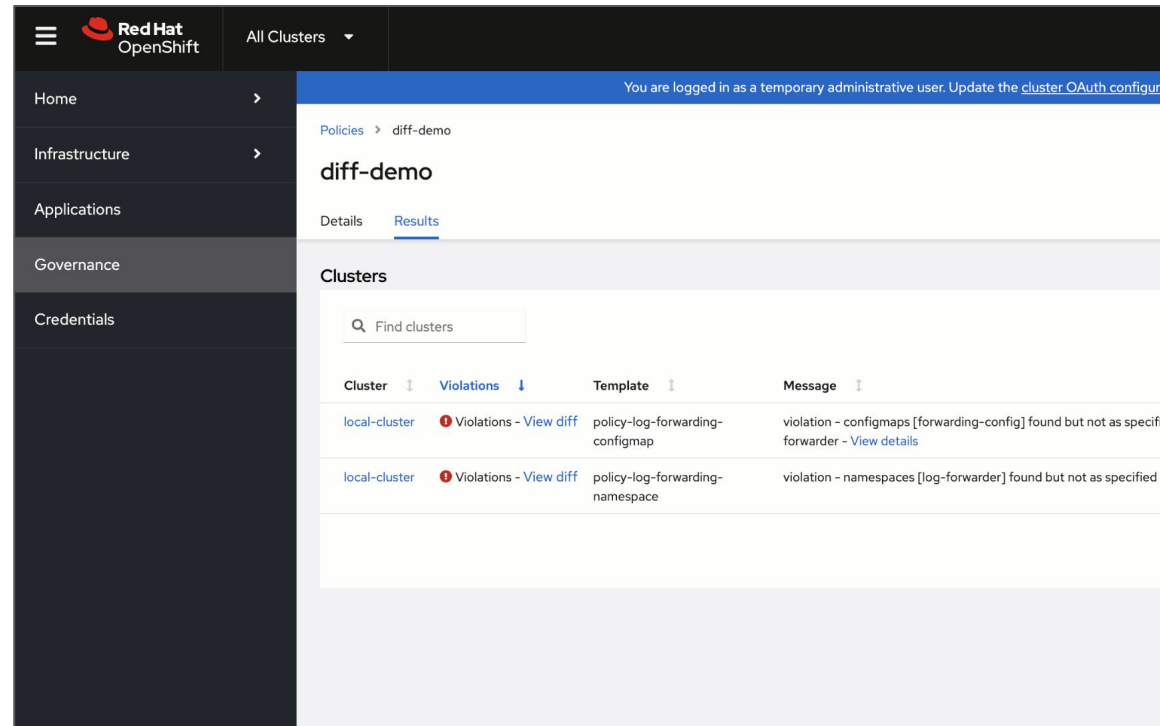 Red Hat
OpenShift
All Clusters
You are logged in as a temporary administrative user. Update the cluster OAuth configur
Home
Infrastructure
Applications
Governance
Credentials
Policies > diff-demo
diff-demo
Details Results
Clusters
Find clusters
Cluster Violations Template Message
local-cluster Violations - View diff policy-log-forwarding- violation - configmaps [forwarding-config] found but not as specifi
configmap forwarder - View details
local-cluster Violations - View diff policy-log-forwarding- violation - namespaces [log-forwarder] found but not as specified
namespace